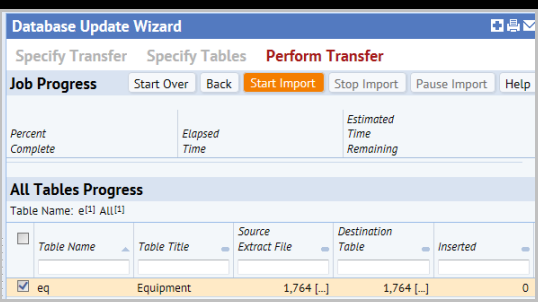 Database Update Wizard
Specify Transfer Specify Tables Perform Transfer
Job Progress Start Over Back Start Import Stop Import Pause Import Help
Percent Complete
Elapsed Time
Estimated Time Remaining
All Tables Progress
Table Name: e[1] All[1]
Table Name Table Title Source Extract File Destination Table Inserted
eq Equipment 1,764 [...] 1,764 [...] 0